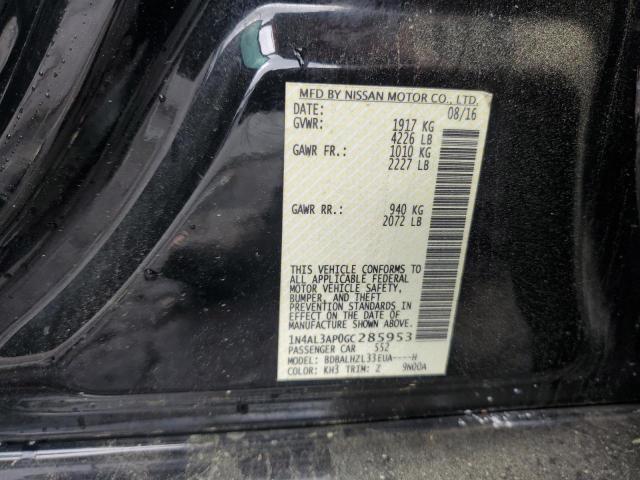 MFD BY NISSAN MOTOR CO., LTD.
DATE: 08/16
GVWR: 1917 KG
4226 LB
GAWR FR.: 1010 KG
2227 LB
GAWR RR.: 940 KG
2072 LB
THIS VEHICLE CONFORMS TO
ALL APPLICABLE FEDERAL
MOTOR VEHICLE SAFETY,
BUMPER, AND THEFT
PREVENTION STANDARDS IN
EFFECT ON THE DATE OF
MANUFACTURE SHOWN ABOVE.
1N4AL3AP0GC285953
PASSENGER CAR 552
MODEL: BDBALHZL33EUA----H
COLOR: KH3 TRIM: Z 9N00A